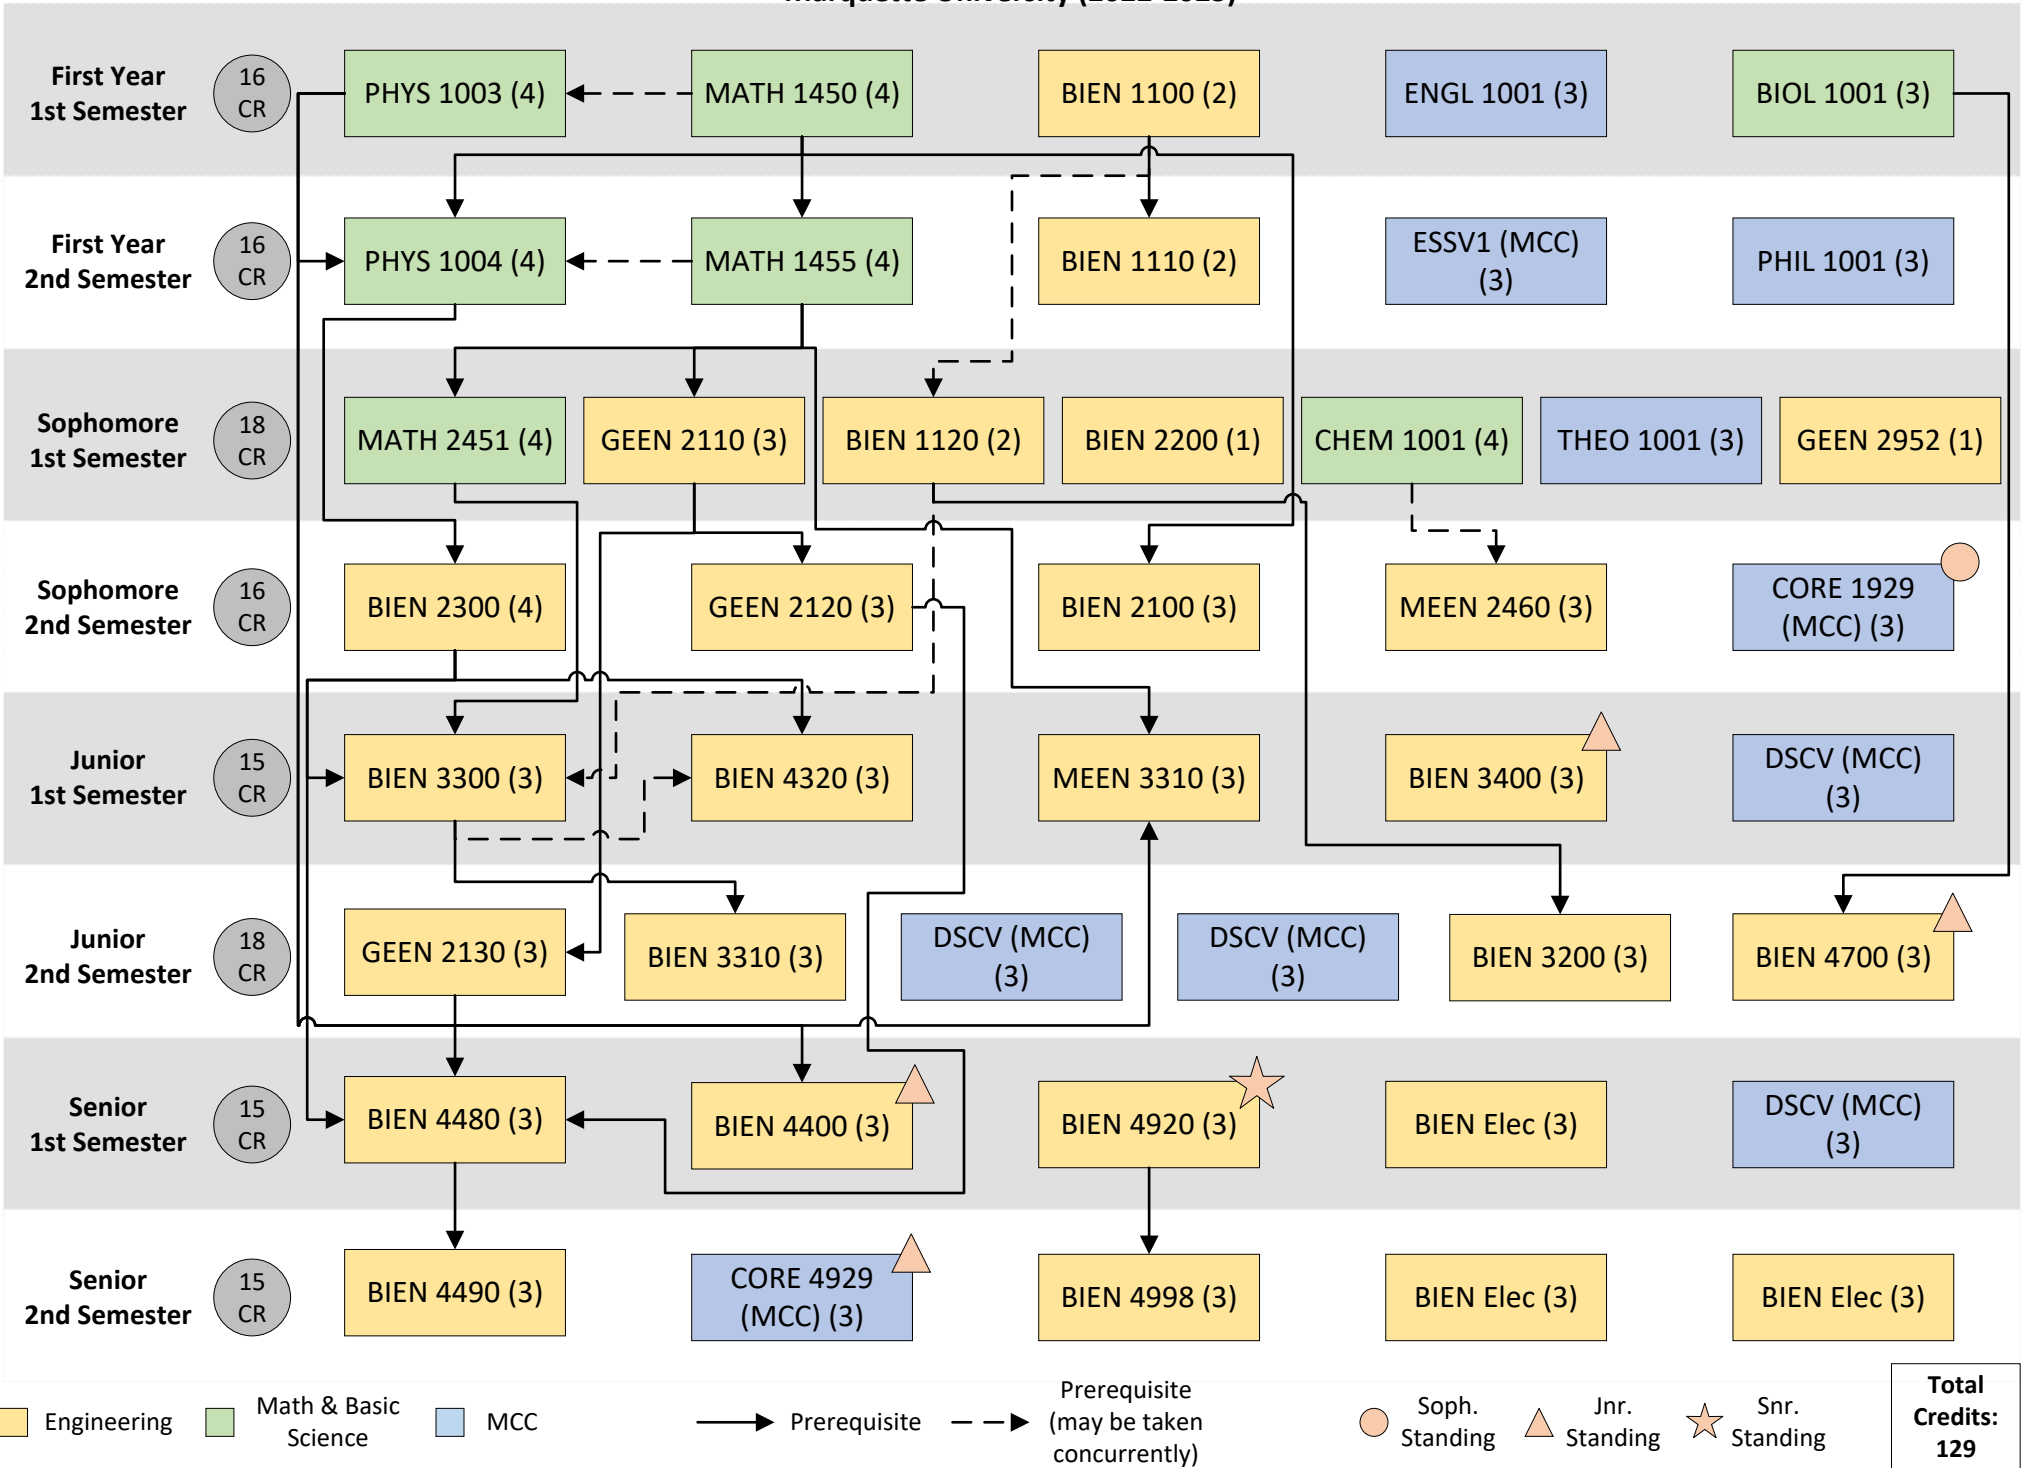 Marquette University (2022-2023)
First Year
1st Semester
16
CR
PHYS 1003 (4)
MATH 1450 (4)
BIEN 1100 (2)
ENGL 1001 (3)
BIOL 1001 (3)
First Year
2nd Semester
16
CR
PHYS 1004 (4)
MATH 1455 (4)
BIEN 1110 (2)
ESSV1 (MCC)
(3)
PHIL 1001 (3)
Sophomore
1st Semester
18
CR
MATH 2451 (4)
GEEN 2110 (3)
BIEN 1120 (2)
BIEN 2200 (1)
CHEM 1001 (4)
THEO 1001 (3)
GEEN 2952 (1)
Sophomore
2nd Semester
16
CR
BIEN 2300 (4)
GEEN 2120 (3)
BIEN 2100 (3)
MEEN 2460 (3)
CORE 1929
(MCC) (3)
Junior
1st Semester
15
CR
BIEN 3300 (3)
BIEN 4320 (3)
MEEN 3310 (3)
BIEN 3400 (3)
DSCV (MCC)
(3)
Junior
2nd Semester
18
CR
GEEN 2130 (3)
BIEN 3310 (3)
DSCV (MCC)
(3)
DSCV (MCC)
(3)
BIEN 3200 (3)
BIEN 4700 (3)
Senior
1st Semester
15
CR
BIEN 4480 (3)
BIEN 4400 (3)
BIEN 4920 (3)
BIEN Elec (3)
DSCV (MCC)
(3)
Senior
2nd Semester
15
CR
BIEN 4490 (3)
CORE 4929
(MCC) (3)
BIEN 4998 (3)
BIEN Elec (3)
BIEN Elec (3)
Engineering
Math & Basic
Science
MCC
Prerequisite
Prerequisite
(may be taken
concurrently)
Soph.
Standing
Jnr.
Standing
Snr.
Standing
Total
Credits:
129